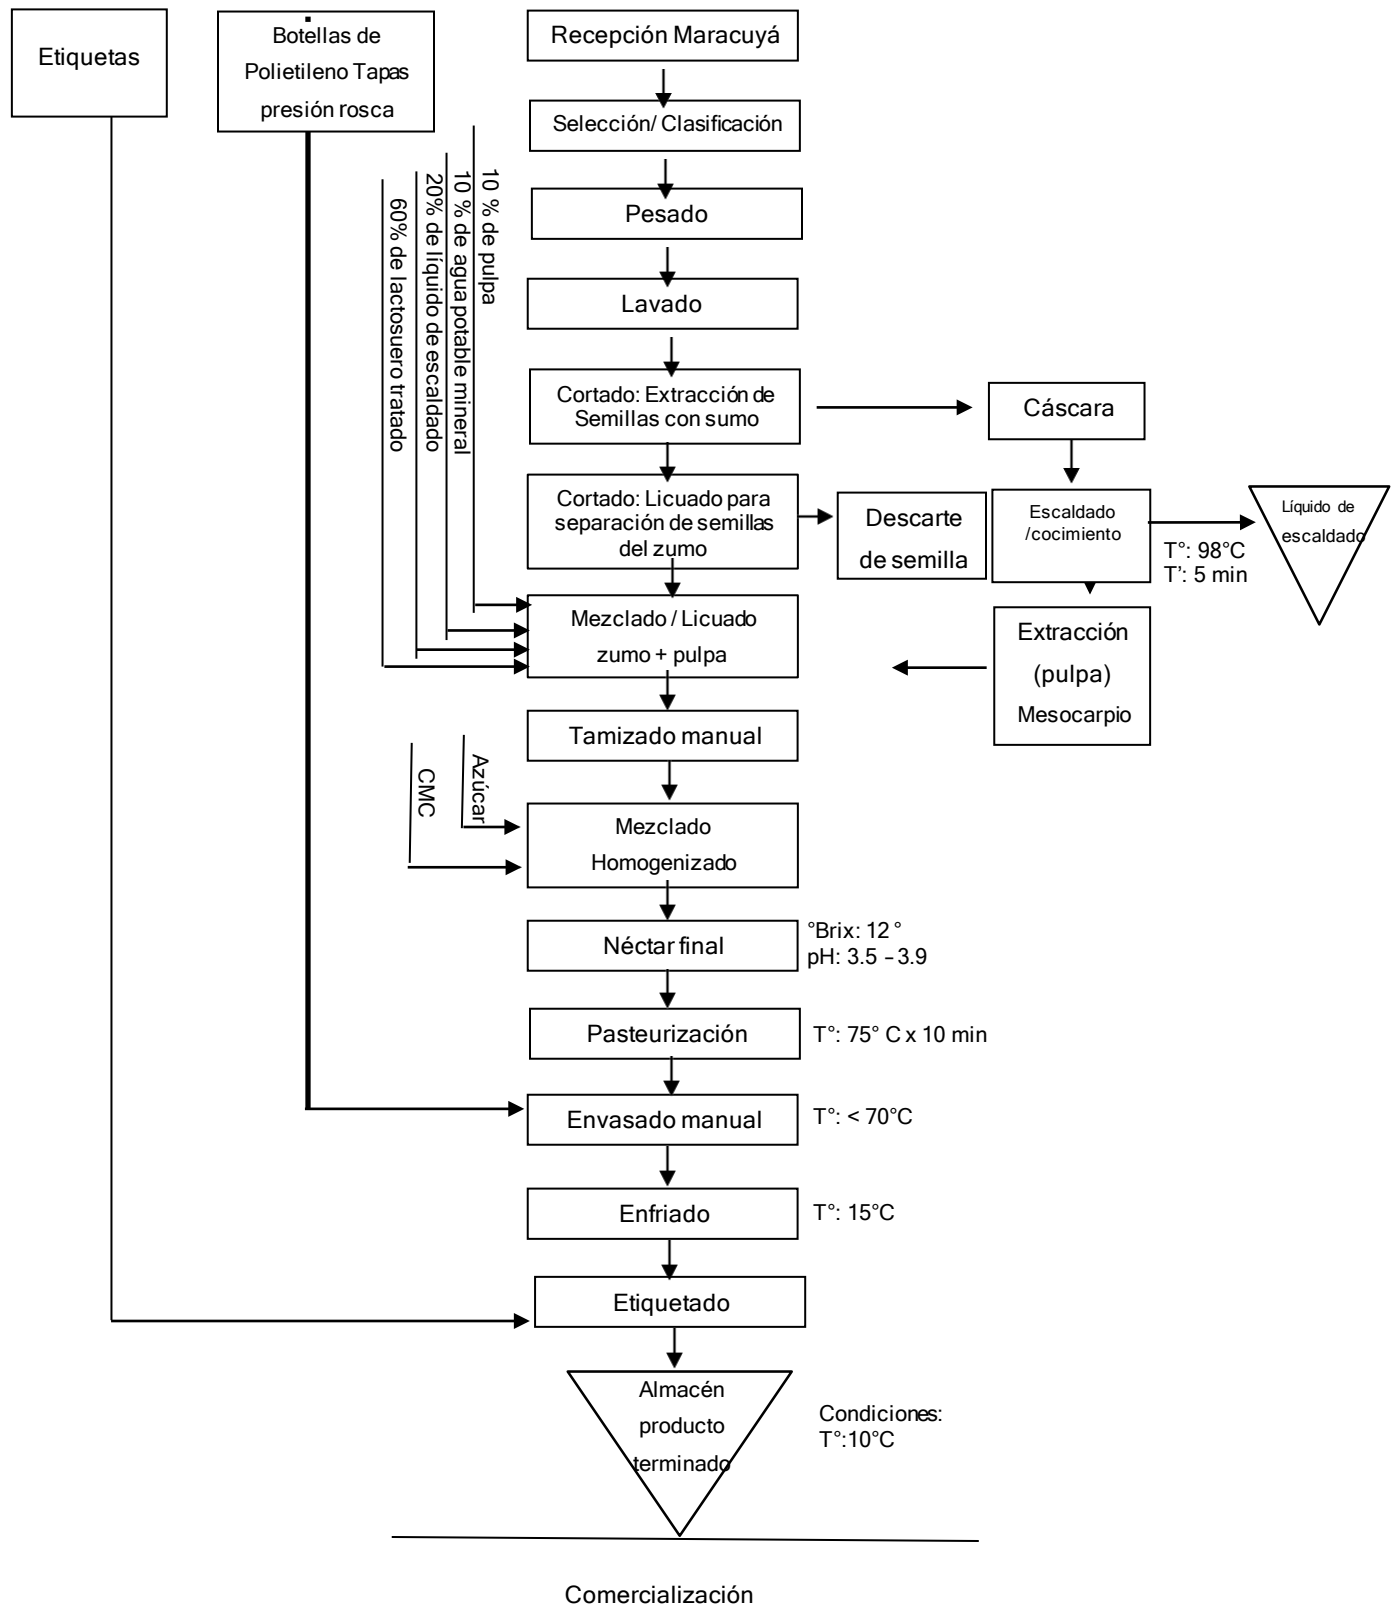 Etiquetas
Botellas de
Polietileno Tapas
presión rosca
Recepción Maracuyá
Selección/ Clasificación
Pesado
Lavado
10 % de pulpa
10 % de agua potable mineral
20% de líquido de escaldado
60% de lactosuero tratado
Cortado: Extracción de
Semillas con sumo
Cáscara
Cortado: Licuado para
separación de semillas
del zumo
Descarte
de semilla
Escaldado
/cocimiento
T°: 98°C
T': 5 min
Líquido de
escaldado
Mezclado / Licuado
zumo + pulpa
Extracción
(pulpa)
Mesocarpio
Tamizado manual
Azúcar
CMC
Mezclado
Homogenizado
Néctar final
°Brix: 12 °
pH: 3.5 – 3.9
Pasteurización
T°: 75° C x 10 min
Envasado manual
T°: < 70°C
Enfriado
T°: 15°C
Etiquetado
Almacén
producto
terminado
Condiciones:
T°:10°C
Comercialización